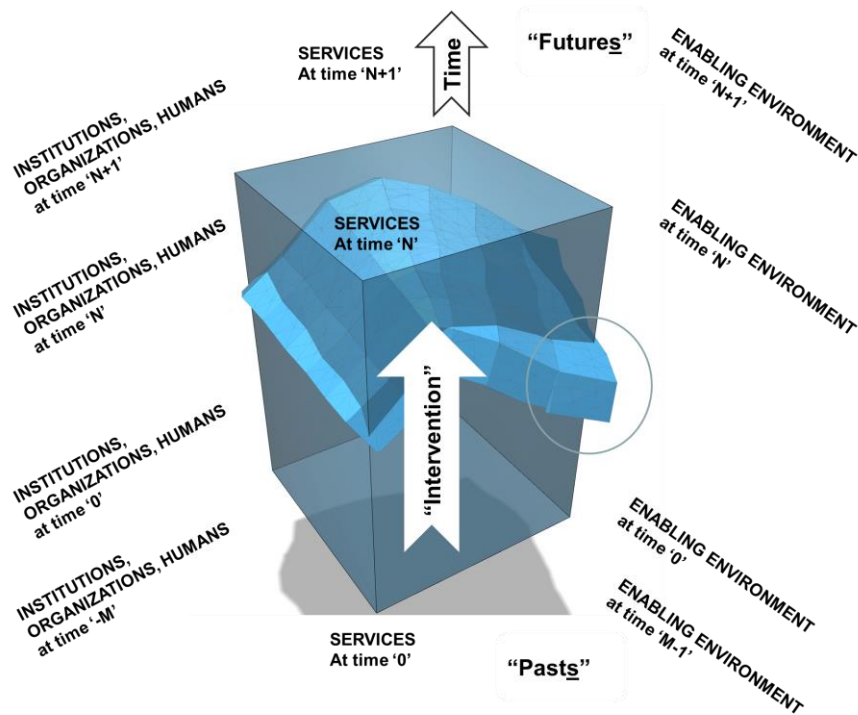 SERVICES
At time ‘N+1’
Time
“Futures”
ENABLING ENVIRONMENT
at time ‘N+1’
INSTITUTIONS,
ORGANIZATIONS, HUMANS
at time ‘N+1’
SERVICES
At time ‘N’
ENABLING ENVIRONMENT
at time ‘N’
INSTITUTIONS,
ORGANIZATIONS, HUMANS
at time ‘N’
“Intervention”
INSTITUTIONS,
ORGANIZATIONS, HUMANS
at time ‘0’
ENABLING ENVIRONMENT
at time ‘0’
INSTITUTIONS,
ORGANIZATIONS, HUMANS
at time ‘-M’
ENABLING ENVIRONMENT
at time ‘M-1’
SERVICES
At time ‘0’
“Pasts”